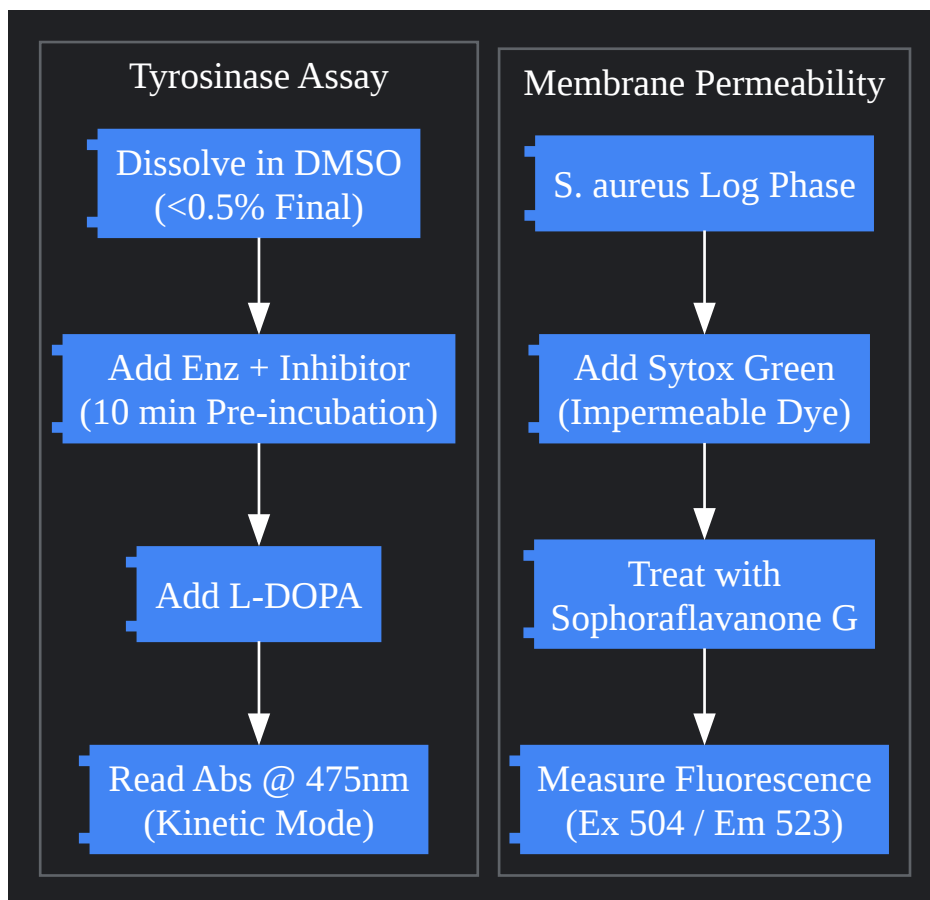 Tyrosinase Assay
Dissolve in DMSO
(<0.5% Final)
Add Enz + Inhibitor
(10 min Pre-incubation)
Add L-DOPA
Read Abs @ 475nm
(Kinetic Mode)
Membrane Permeability
S. aureus Log Phase
Add Sytox Green
(Impermeable Dye)
Treat with
Sophoraflavanone G
Measure Fluorescence
(Ex 504 / Em 523)